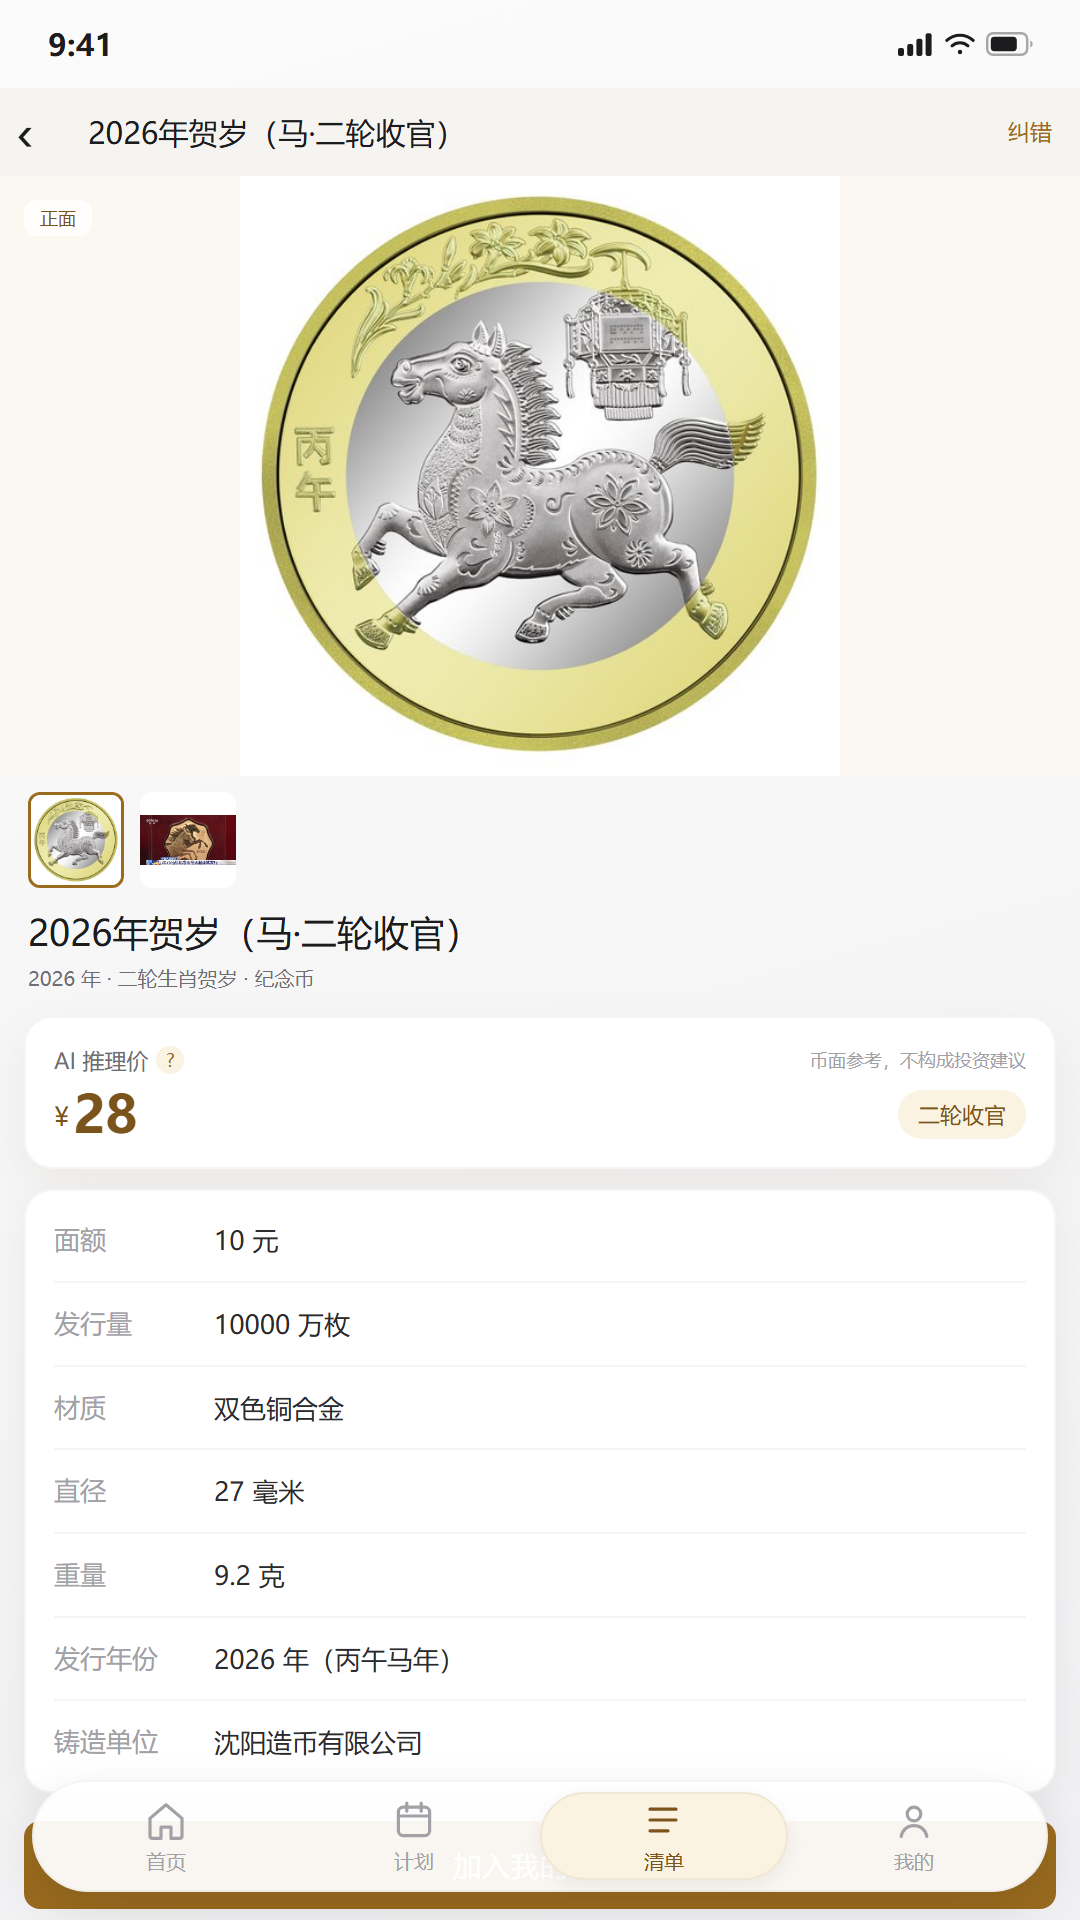 9:41
‹ 2026年贺岁（马·二轮收官） 纠错
正面
丙
午
2026年贺岁（马·二轮收官）
2026 年 · 二轮生肖贺岁 · 纪念币
AI 推理价 ? 币面参考，不构成投资建议
¥28 二轮收官
面额 10 元
发行量 10000 万枚
材质 双色铜合金
直径 27 毫米
重量 9.2 克
发行年份 2026 年（丙午马年）
铸造单位 沈阳造币有限公司
加入我的
首页 计划 清单 我的